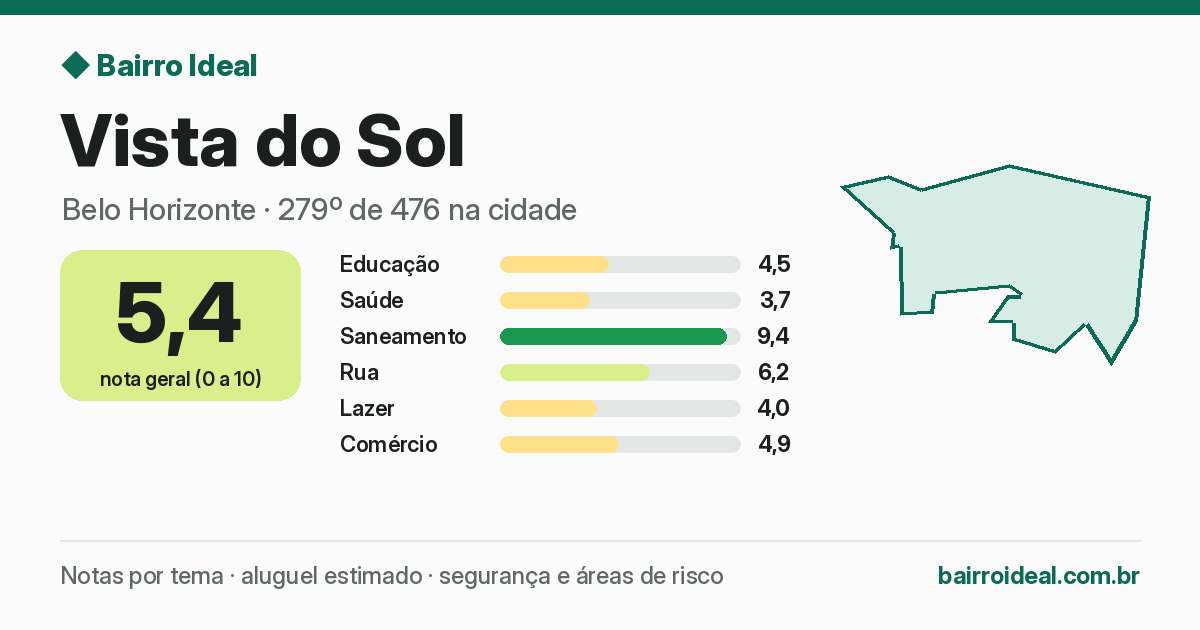 Bairro Ideal
Vista do Sol
Belo Horizonte · 279º de 476 na cidade
5,4
nota geral (0 a 10)
Educação 4,5
Saúde 3,7
Saneamento 9,4
Rua 6,2
Lazer 4,0
Comércio 4,9
Notas por tema · aluguel estimado · segurança e áreas de risco
bairroideal.com.br